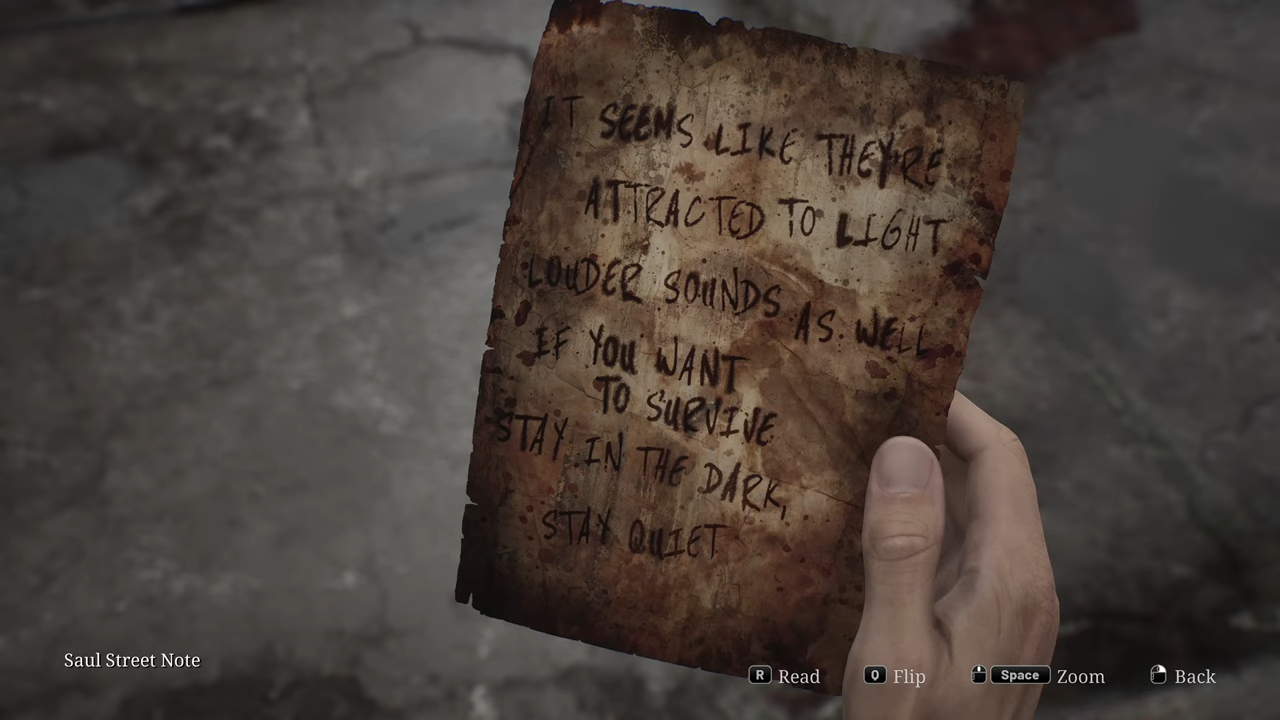 IT SEEMS LIKE THEY'RE
ATTRACTED TO LIGHT
LOUDER SOUNDS AS WELL
IF YOU WANT
TO SURVIVE
STAY IN THE DARK,
STAY QUIET
Saul Street Note
R Read
Q Flip
Space Zoom
Back